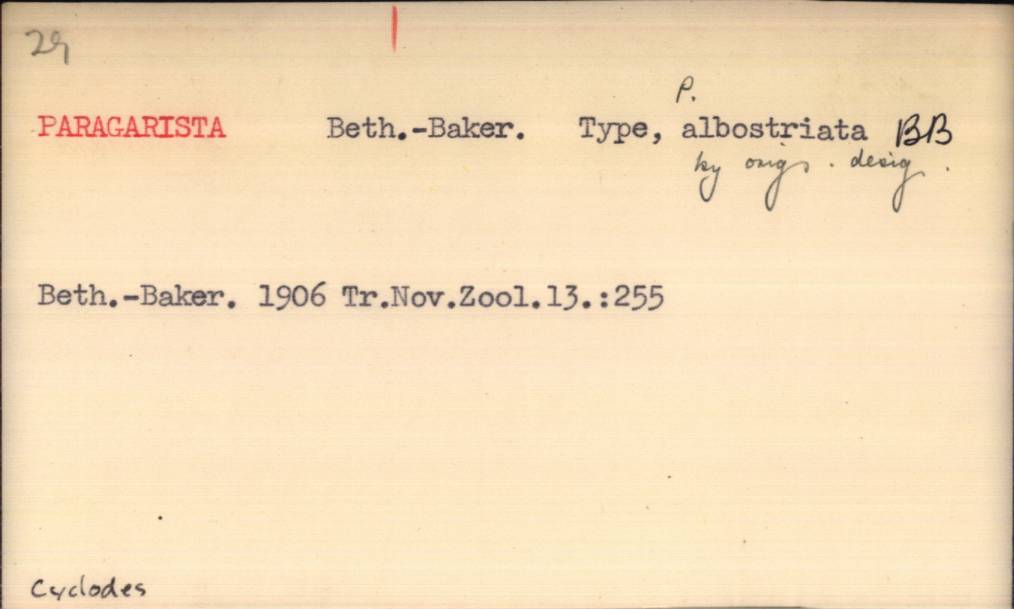 29
P.
PARAGARISTA Beth.-Baker. Type, albostriata BB
by orig. desig.
Beth.-Baker. 1906 Tr.Nov.Zool.13.:255
Cyclodes